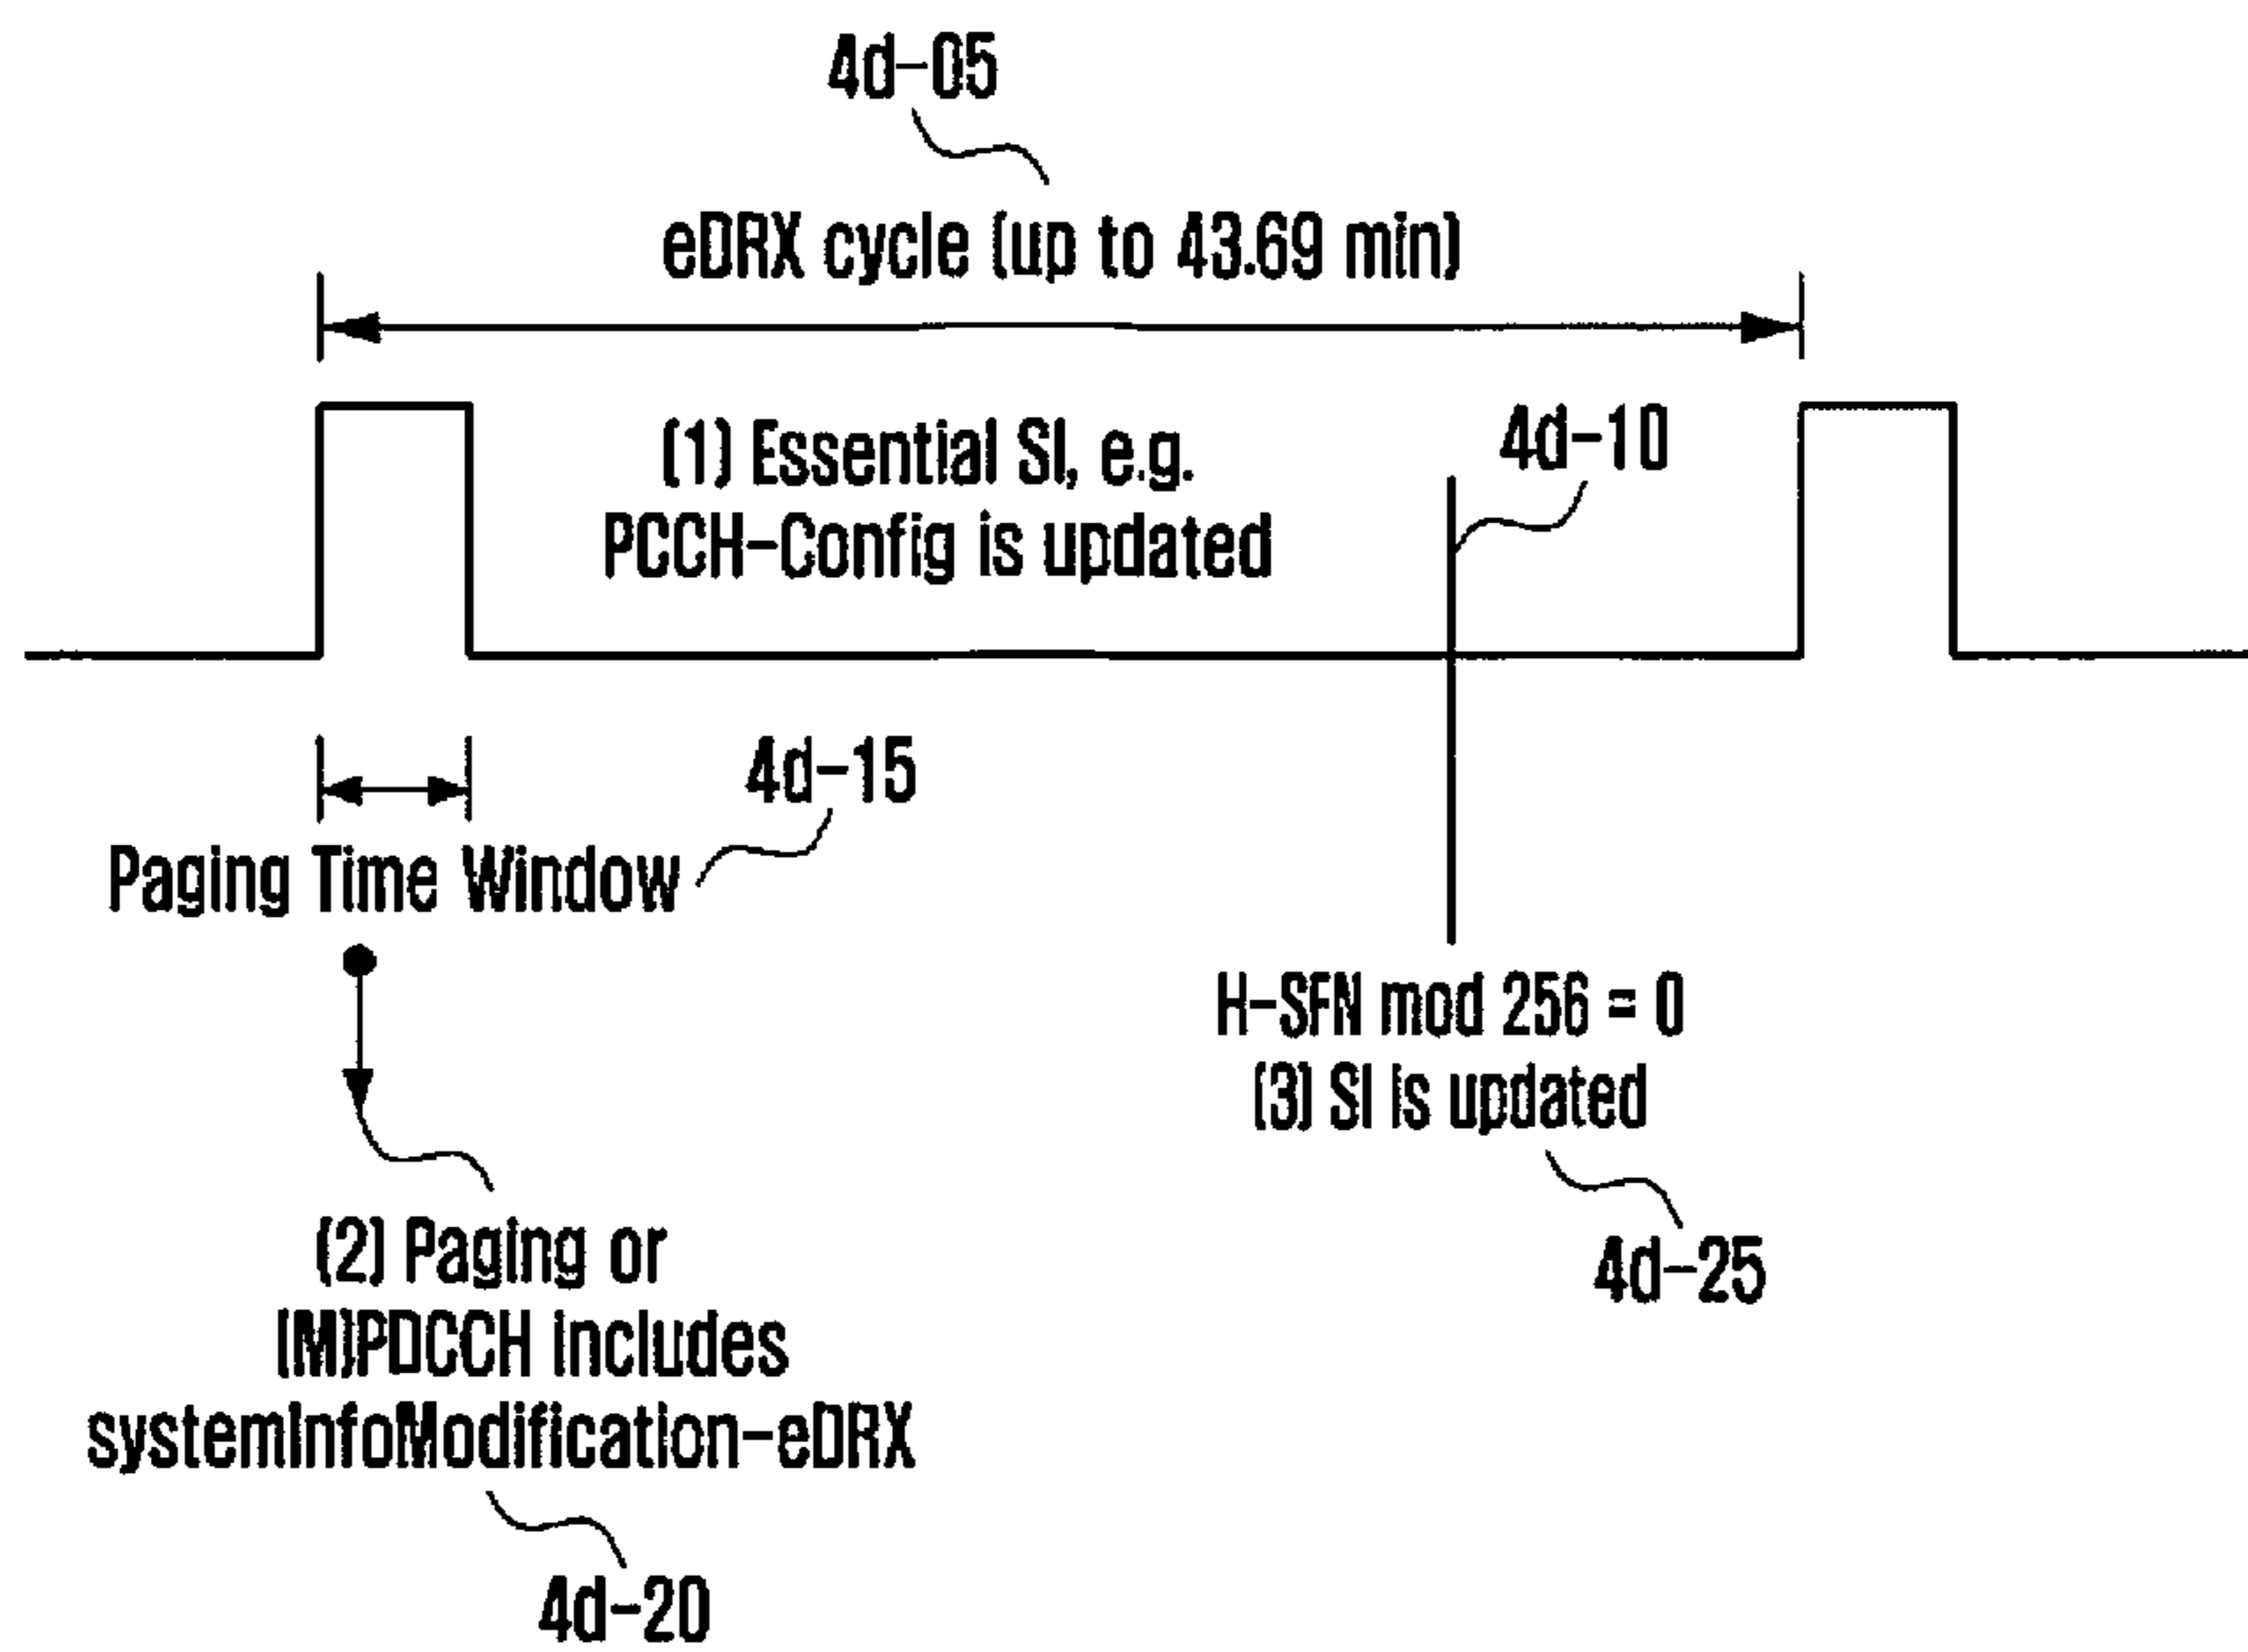 4d-05
eDRX cycle (up to 43.69 min)
(1) Essential SI, e.g.
PCCH-Config is updated
4d-10
4d-15
Paging Time Window
H-SFN mod 256 = 0
(3) SI is updated
4d-25
(2) Paging or
(M)PDCCH includes
systemInfoModification-eDRX
4d-20